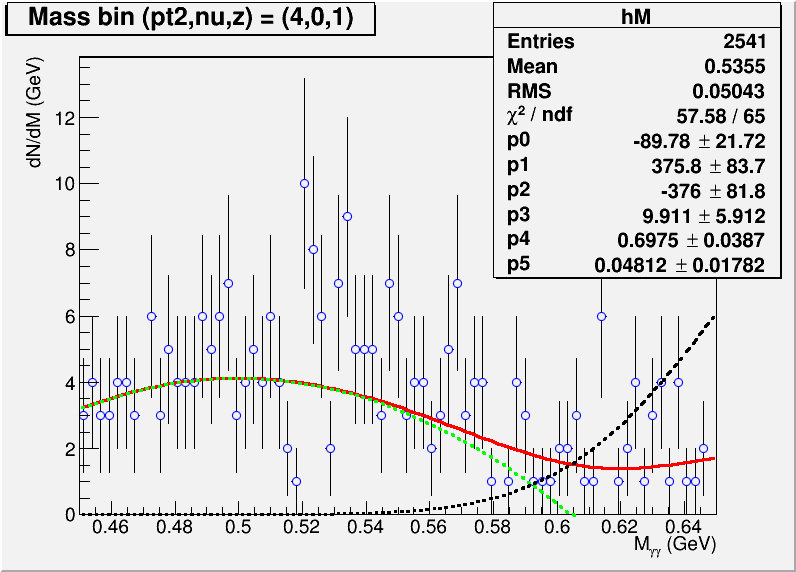 Mass bin (pt2,nu,z) = (4,0,1)
hM
Entries 2541
Mean 0.5355
RMS 0.05043
χ² / ndf 57.58 / 65
p0 -89.78 ± 21.72
p1 375.8 ± 83.7
p2 -376 ± 81.8
p3 9.911 ± 5.912
p4 0.6975 ± 0.0387
p5 0.04812 ± 0.01782
dN/dM (GeV)
12
10
8
6
4
2
0
0.46 0.48 0.5 0.52 0.54 0.56 0.58 0.6 0.62 0.64
Mγγ (GeV)